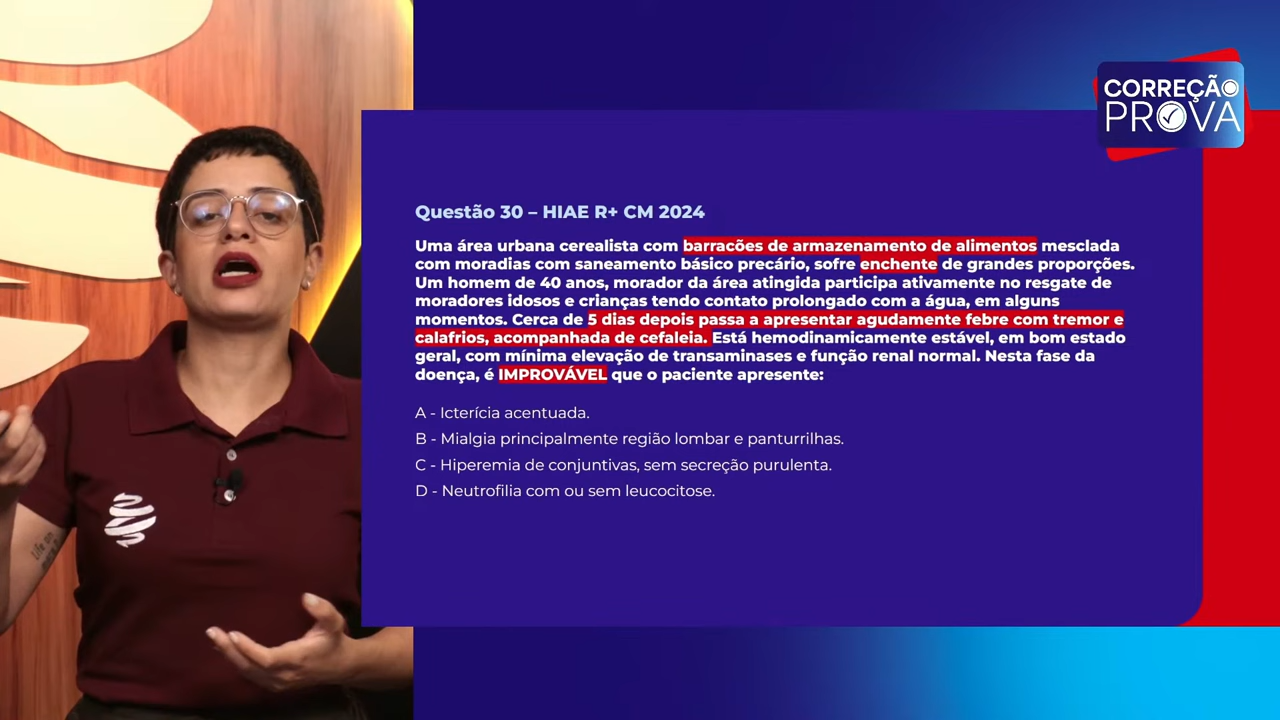 CORREÇÃO
PROVA
Questão 30 – HIAE R+ CM 2024
Uma área urbana cerealista com barracões de armazenamento de alimentos mesclada
com moradias com saneamento básico precário, sofre enchente de grandes proporções.
Um homem de 40 anos, morador da área atingida participa ativamente no resgate de
moradores idosos e crianças tendo contato prolongado com a água, em alguns
momentos. Cerca de 5 dias depois passa a apresentar agudamente febre com tremor e
calafrios, acompanhada de cefaleia. Está hemodinamicamente estável, em bom estado
geral, com mínima elevação de transaminases e função renal normal. Nesta fase da
doença, é IMPROVÁVEL que o paciente apresente:
A - Icterícia acentuada.
B - Mialgia principalmente região lombar e panturrilhas.
C - Hiperemia de conjuntivas, sem secreção purulenta.
D - Neutrofilia com ou sem leucocitose.